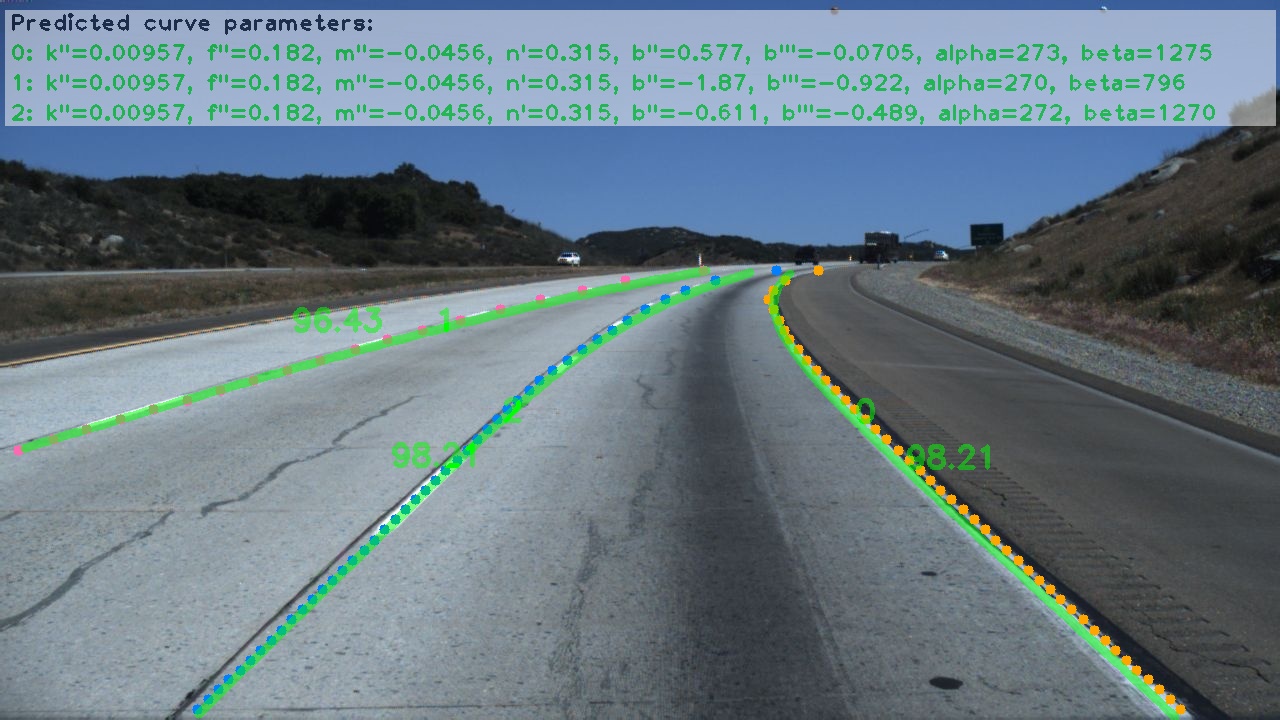 Predicted curve parameters:
0: k''=0.00957, f''=0.182, m''=-0.0456, n'=0.315, b''=0.577, b'''=-0.0705, alpha=273, beta=1275
1: k''=0.00957, f''=0.182, m''=-0.0456, n'=0.315, b''=-1.87, b'''=-0.922, alpha=270, beta=796
2: k''=0.00957, f''=0.182, m''=-0.0456, n'=0.315, b''=-0.611, b'''=-0.489, alpha=272, beta=1270
96.43 1
2 0
98.21